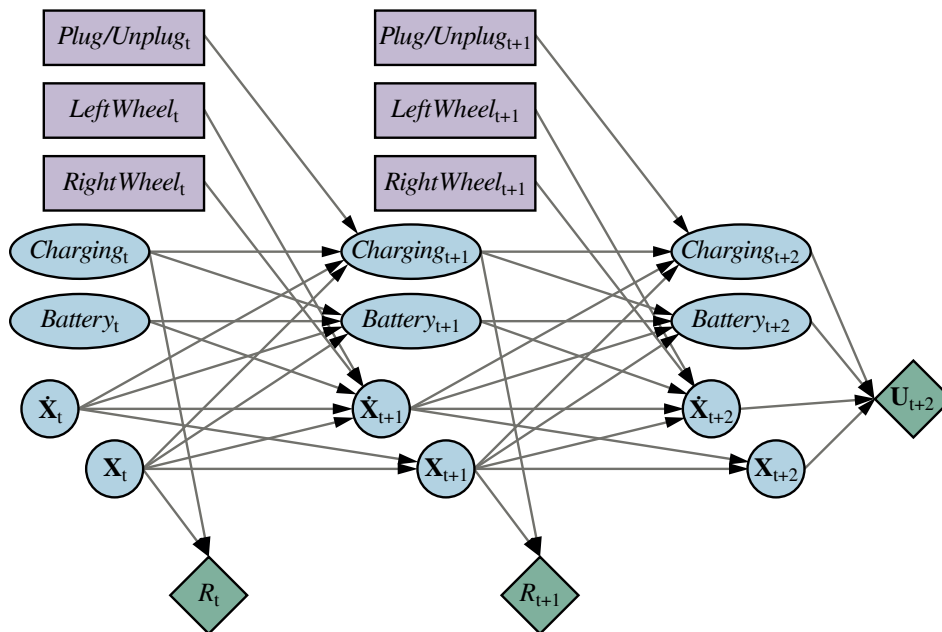 Plug/Unplug_t
Plug/Unplug_t+1
LeftWheel_t
LeftWheel_t+1
RightWheel_t
RightWheel_t+1
Charging_t
Charging_t+1
Charging_t+2
Battery_t
Battery_t+1
Battery_t+2
Ẋ_t
Ẋ_t+1
Ẋ_t+2
U_t+2
X_t
X_t+1
X_t+2
R_t
R_t+1